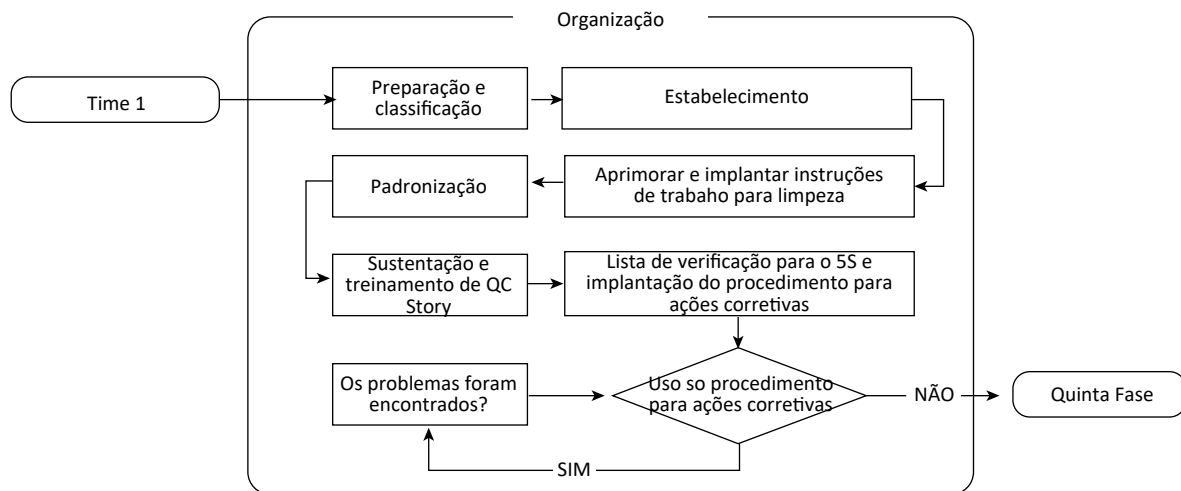 Organização
Time 1
Preparação e
classificação
Estabelecimento
Padronização
Aprimorar e implantar instruções
de trabaho para limpeza
Sustentação e
treinamento de QC
Story
Lista de verificação para o 5S e
implantação do procedimento para
ações corretivas
Os problemas foram
encontrados?
Uso so procedimento
para ações corretivas
NÃO
Quinta Fase
SIM